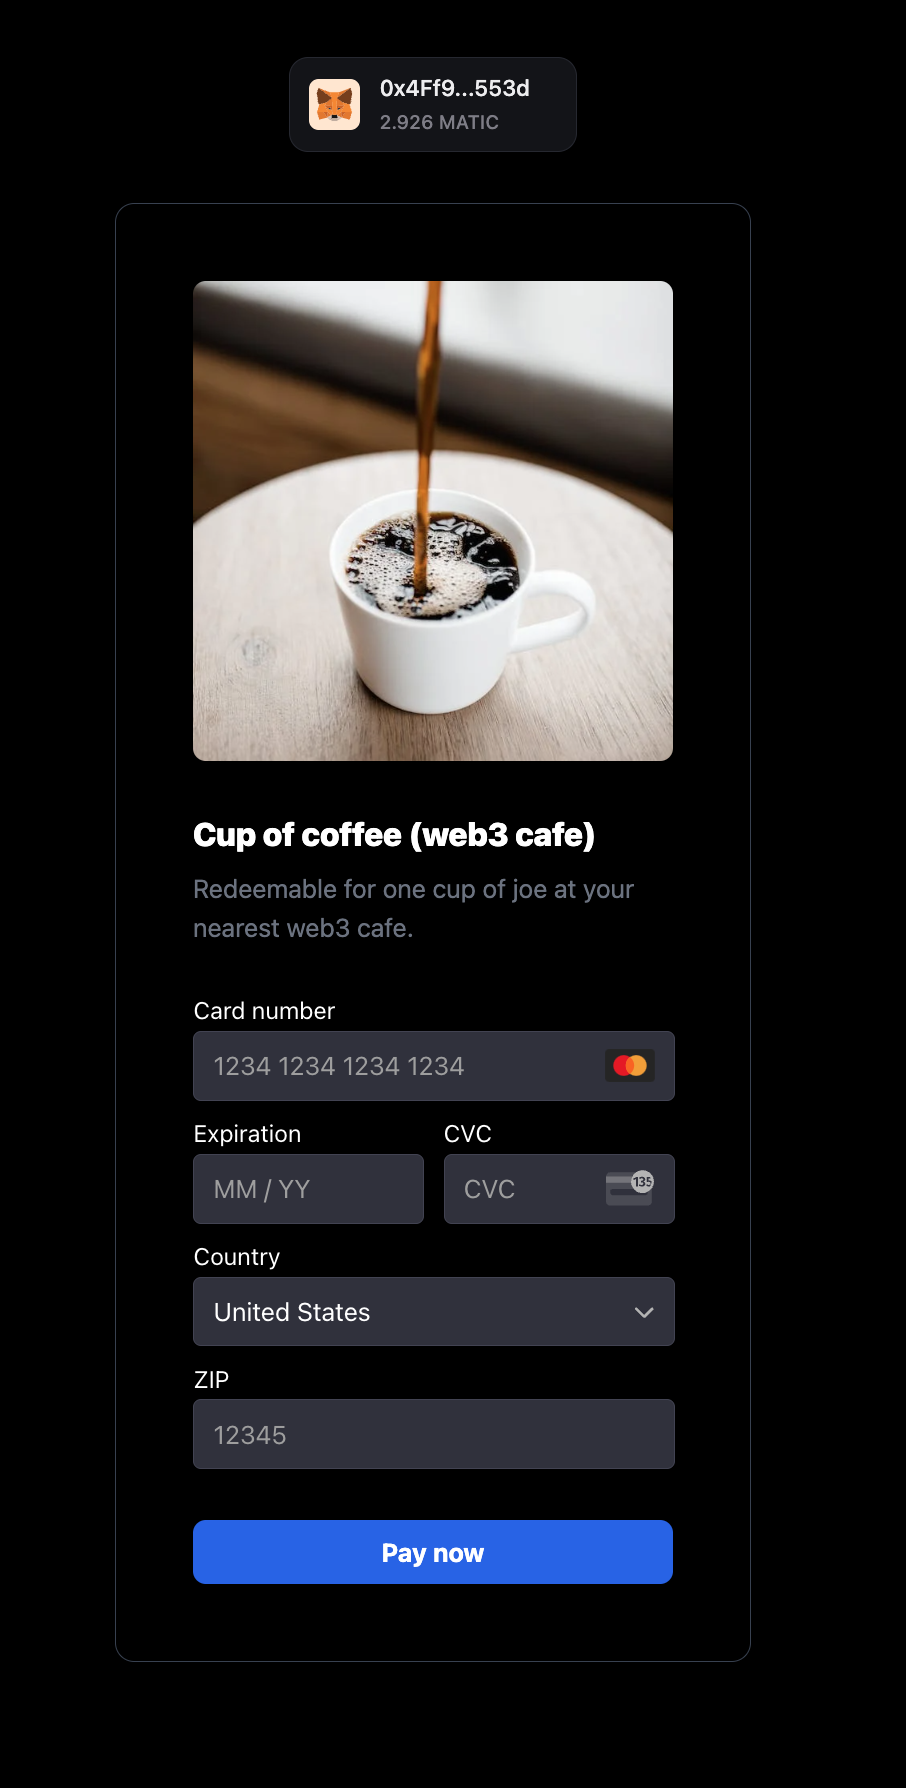 0x4Ff9...553d
2.926 MATIC
Cup of coffee (web3 cafe)
Redeemable for one cup of joe at your
nearest web3 cafe.
Card number
1234 1234 1234 1234
Expiration
CVC
MM / YY
CVC
135
Country
United States
ZIP
12345
Pay now